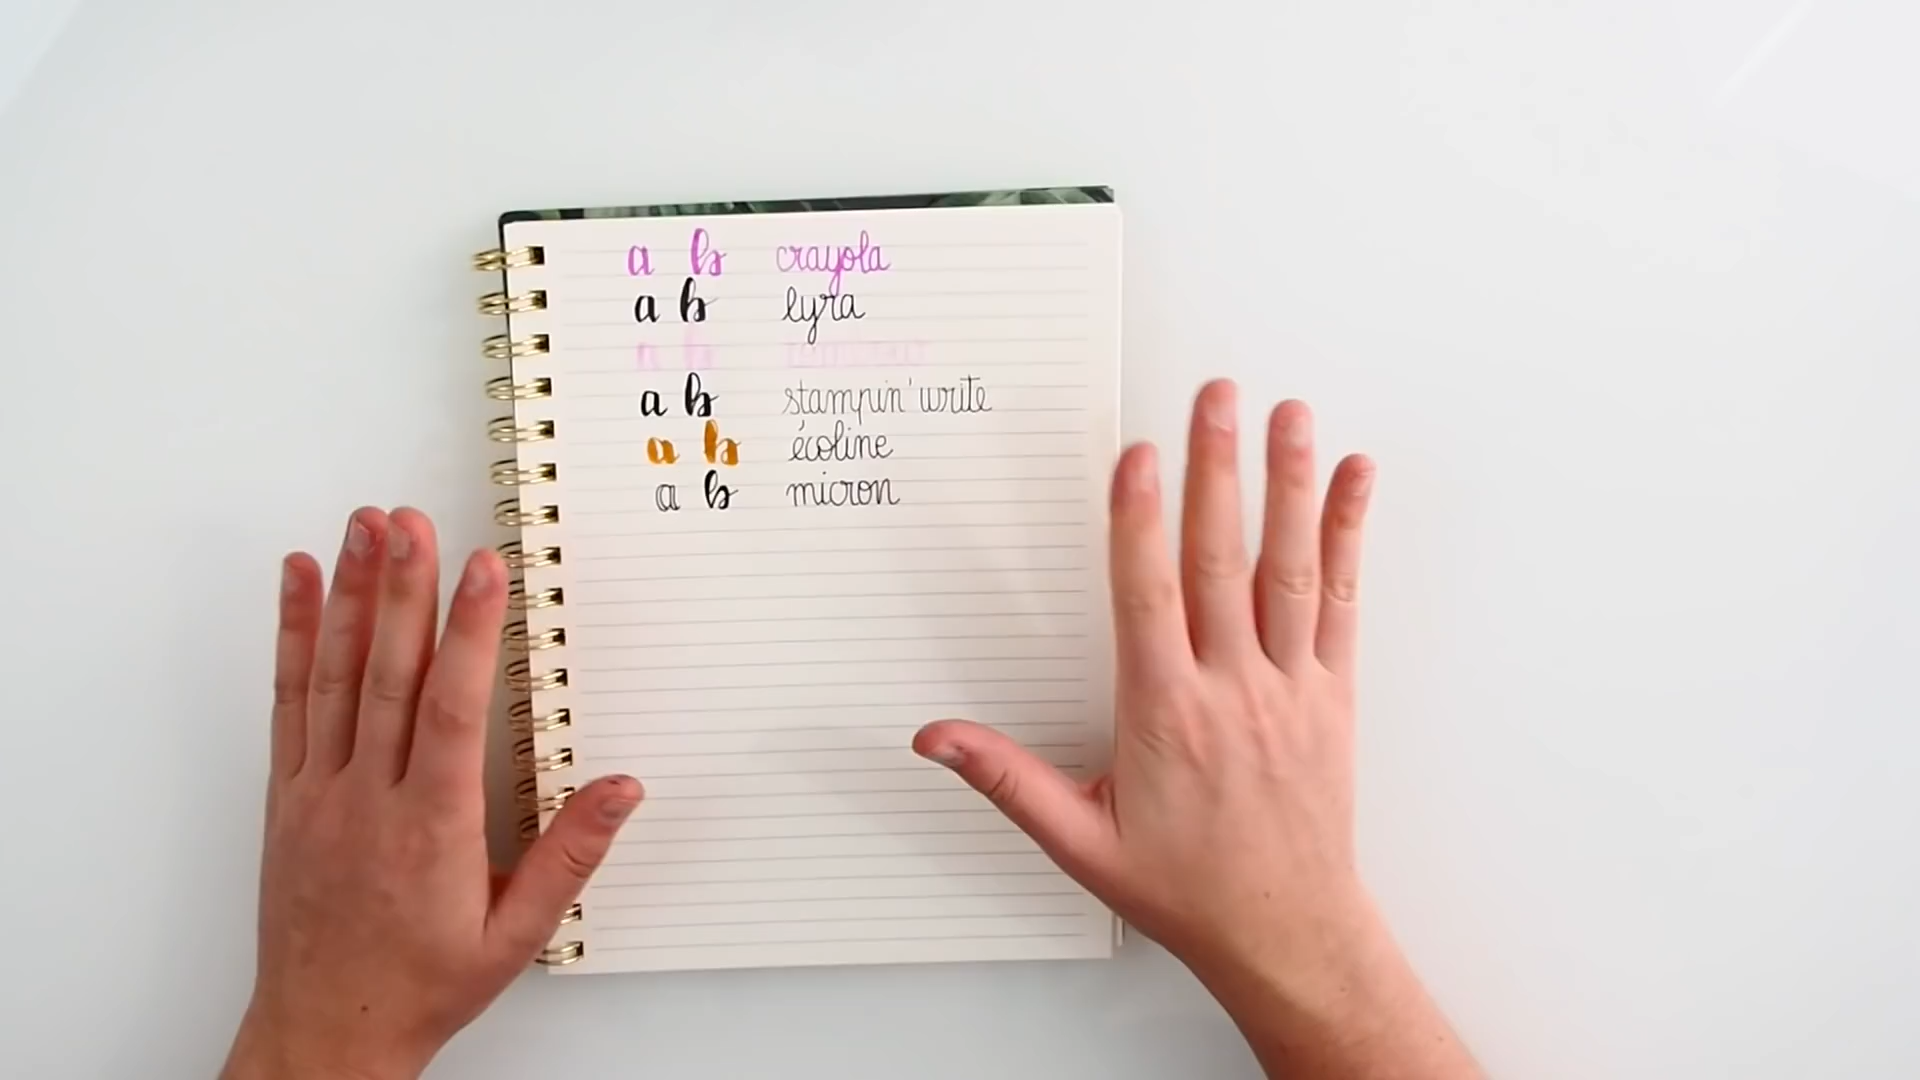 a b crayola
a b lyra
a b
a b stampin' write
a b écoline
a b micron